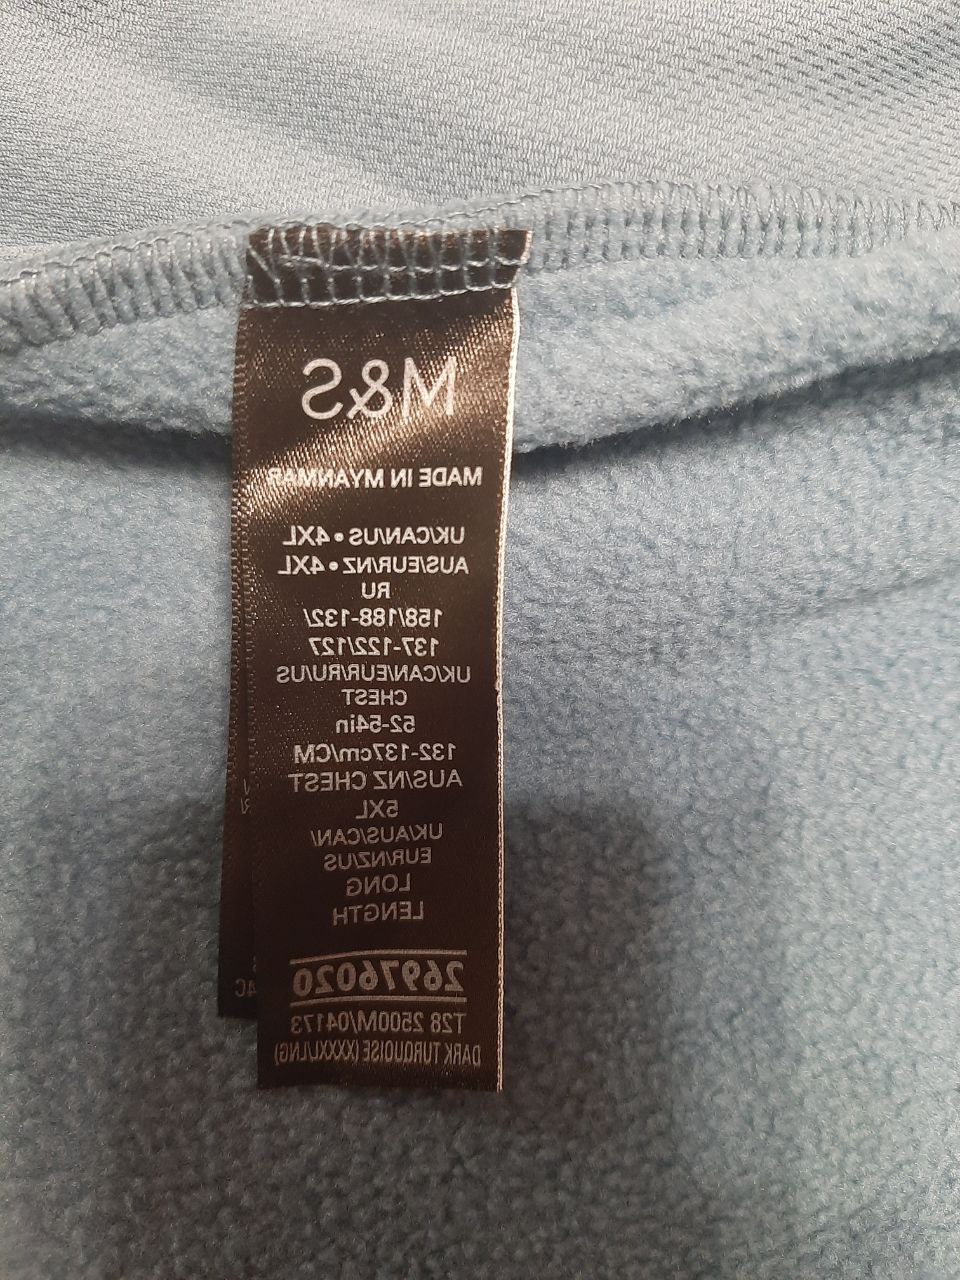 M&S
MADE IN MYANMAR
UK/CAN/US•4XL
AUS/EUR/NZ•4XL
RU
158/188-132/
137-122/127
UK/CAN/EUR/RU/US
CHEST
52-54in
132-137cm/CM
AUS/NZ CHEST
5XL
UK/AUS/CAN/
EUR/NZ/US
LONG
LENGTH
26976020
T28 2500M/04173
DARK TURQUOISE (XXXXL/LNG)